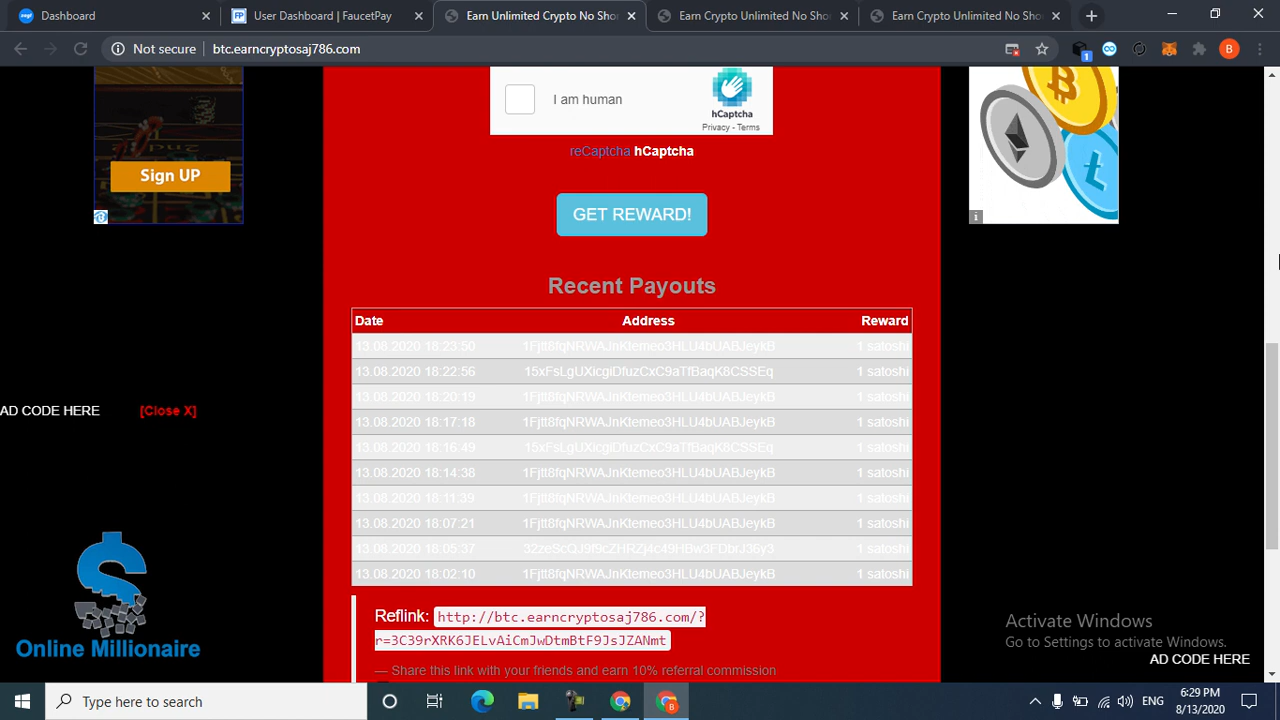 Dashboard
User Dashboard | FaucetPay
Earn Unlimited Crypto No Sho
Earn Crypto Unlimited No Sho
Earn Crypto Unlimited No Sho
Not secure
btc.earncryptosaj786.com
B
1
Sign UP
I am human
hCaptcha
Privacy - Terms
reCaptcha hCaptcha
GET REWARD!
Recent Payouts
Date Address Reward
13.08.2020 18:23:50 1Fjtt8fqNRWAJnKtemeo3HLU4bUABJeykB 1 satoshi
13.08.2020 18:22:56 15xFsLgUXicgiDfuzCxC9aTfBaqK8CSSEq 1 satoshi
13.08.2020 18:20:19 1Fjtt8fqNRWAJnKtemeo3HLU4bUABJeykB 1 satoshi
13.08.2020 18:17:18 1Fjtt8fqNRWAJnKtemeo3HLU4bUABJeykB 1 satoshi
13.08.2020 18:16:49 15xFsLgUXicgiDfuzCxC9aTfBaqK8CSSEq 1 satoshi
13.08.2020 18:14:38 1Fjtt8fqNRWAJnKtemeo3HLU4bUABJeykB 1 satoshi
13.08.2020 18:11:39 1Fjtt8fqNRWAJnKtemeo3HLU4bUABJeykB 1 satoshi
13.08.2020 18:07:21 1Fjtt8fqNRWAJnKtemeo3HLU4bUABJeykB 1 satoshi
13.08.2020 18:05:37 32zeScQJ9f9cZHRZj4c49HBw3FDbrJ36y3 1 satoshi
13.08.2020 18:02:10 1Fjtt8fqNRWAJnKtemeo3HLU4bUABJeykB 1 satoshi
AD CODE HERE [Close X]
Online Millionaire
Reflink: http://btc.earncryptosaj786.com/?
r=3C39rXRK6JELvAiCmJwDtmBtF9JsJZANmt
— Share this link with your friends and earn 10% referral commission
Activate Windows
Go to Settings to activate Windows.
AD CODE HERE
Type here to search
ENG
6:29 PM
8/13/2020